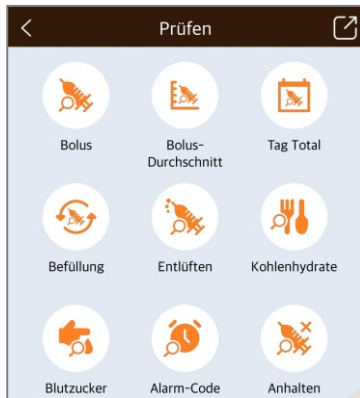 Prüfen
Bolus
Bolus-
Durchschnitt
Tag Total
Befüllung
Entlüften
Kohlenhydrate
Blutzucker
Alarm-Code
Anhalten